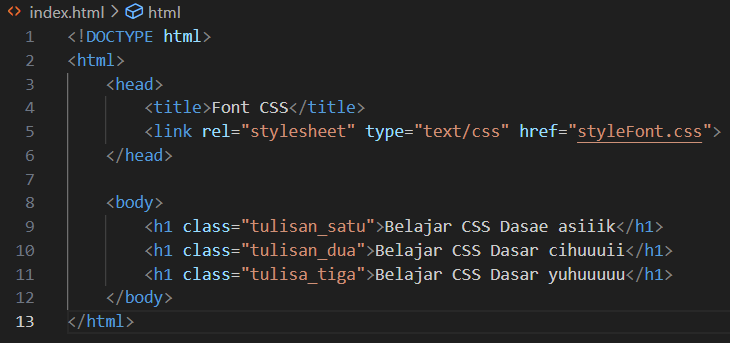 index.html > html
1 <!DOCTYPE html>
2 <html>
3     <head>
4         <title>Font CSS</title>
5         <link rel="stylesheet" type="text/css" href="styleFont.css">
6     </head>
7
8     <body>
9         <h1 class="tulisan_satu">Belajar CSS Dasae asiiik</h1>
10         <h1 class="tulisan_dua">Belajar CSS Dasar cihuuuii</h1>
11         <h1 class="tulisa_tiga">Belajar CSS Dasar yuhuuuuu</h1>
12     </body>
13 </html>